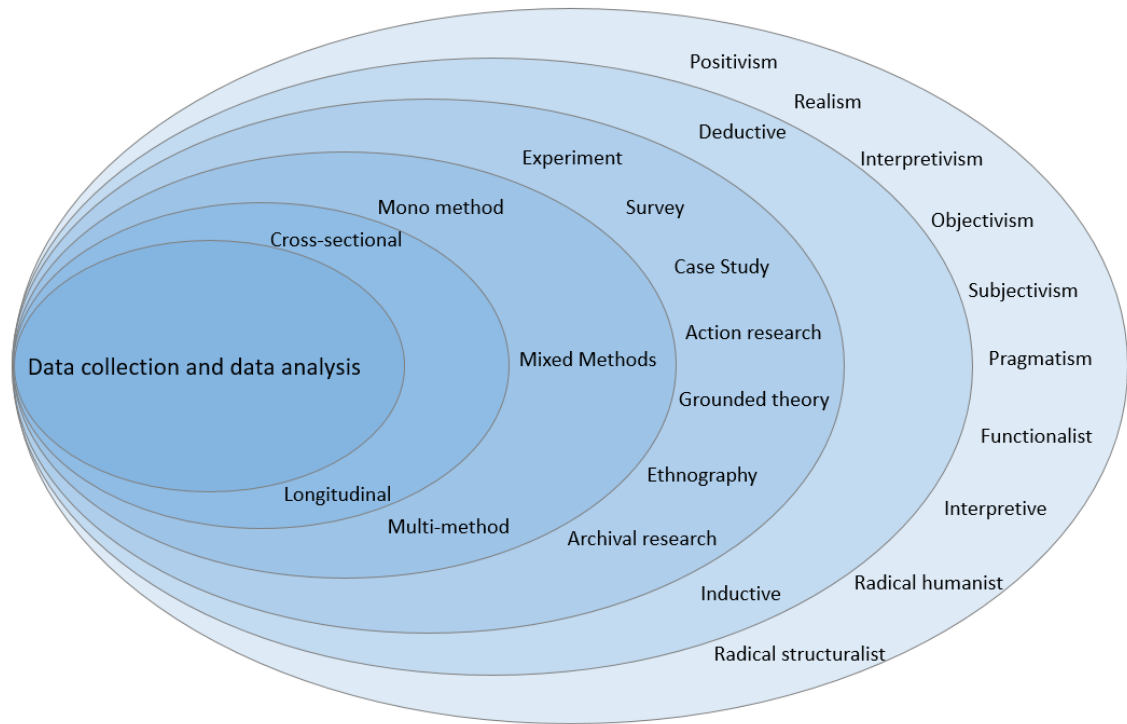 Positivism
Realism
Deductive
Interpretivism
Experiment
Mono method
Survey
Objectivism
Cross-sectional
Case Study
Subjectivism
Action research
Data collection and data analysis
Mixed Methods
Pragmatism
Grounded theory
Functionalist
Ethnography
Longitudinal
Interpretive
Multi-method
Archival research
Radical humanist
Inductive
Radical structuralist